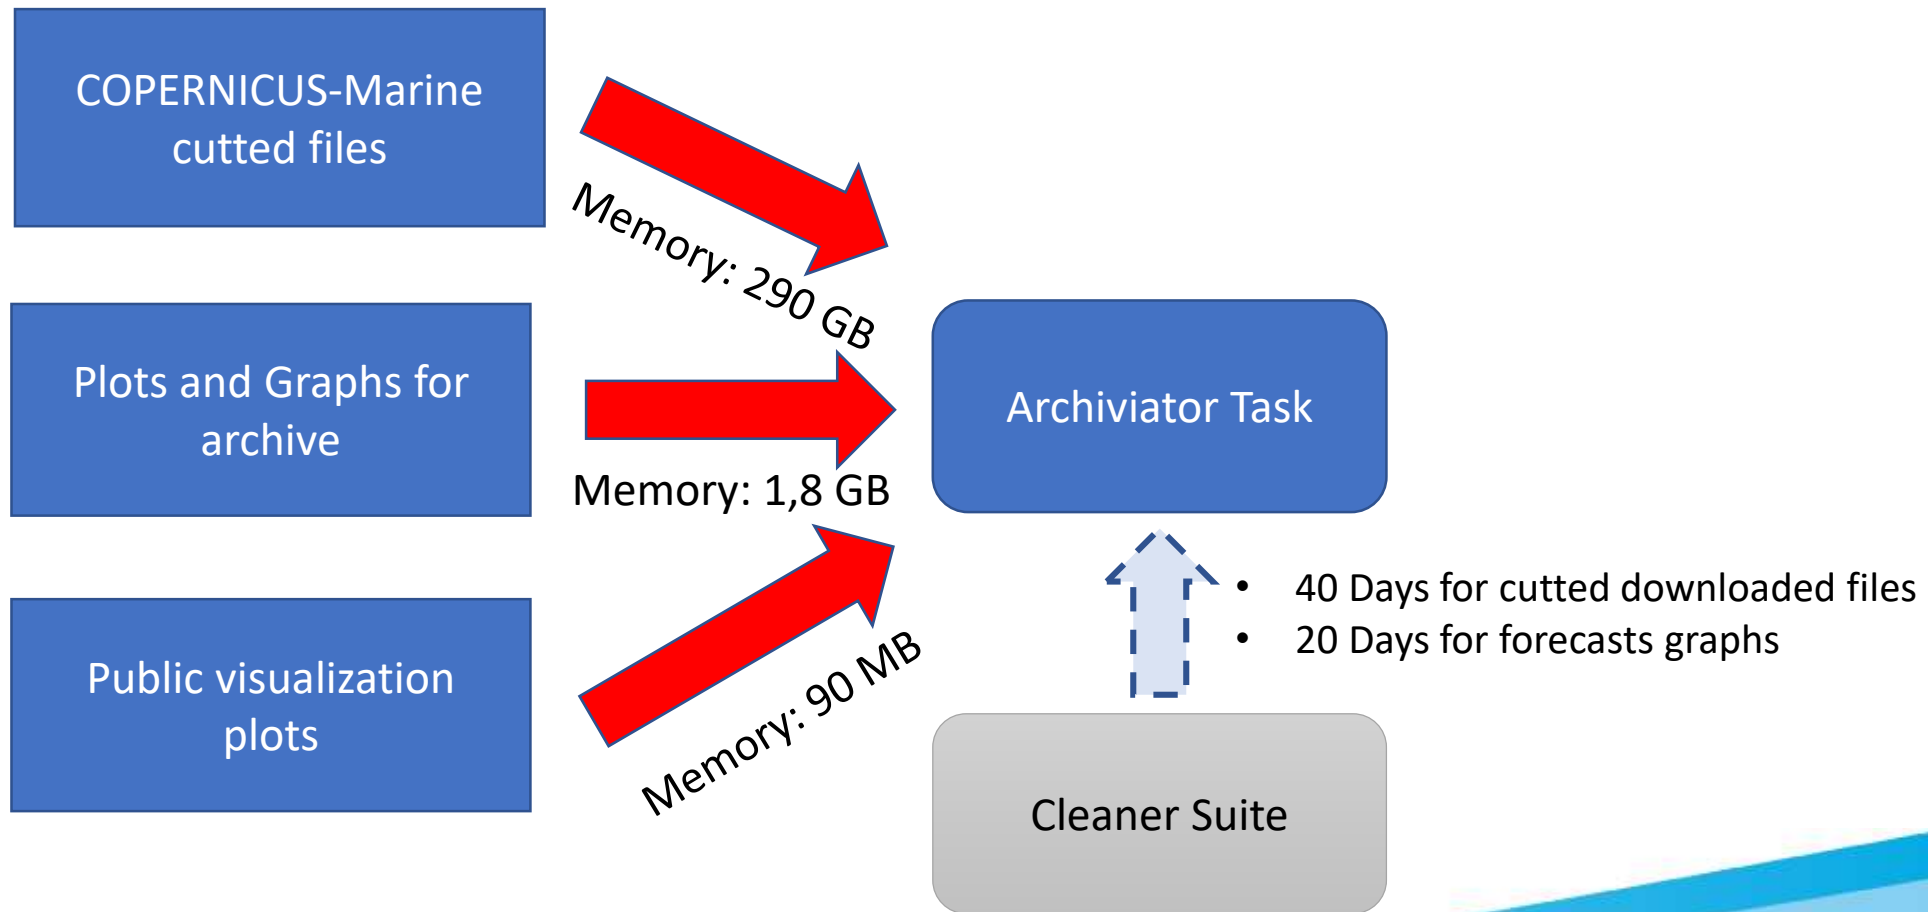 COPERNICUS-Marine
cutted files
Memory: 290 GB
Plots and Graphs for
archive
Memory: 1,8 GB
Archiviator Task
Public visualization
plots
Memory: 90 MB
• 40 Days for cutted downloaded files
• 20 Days for forecasts graphs
Cleaner Suite